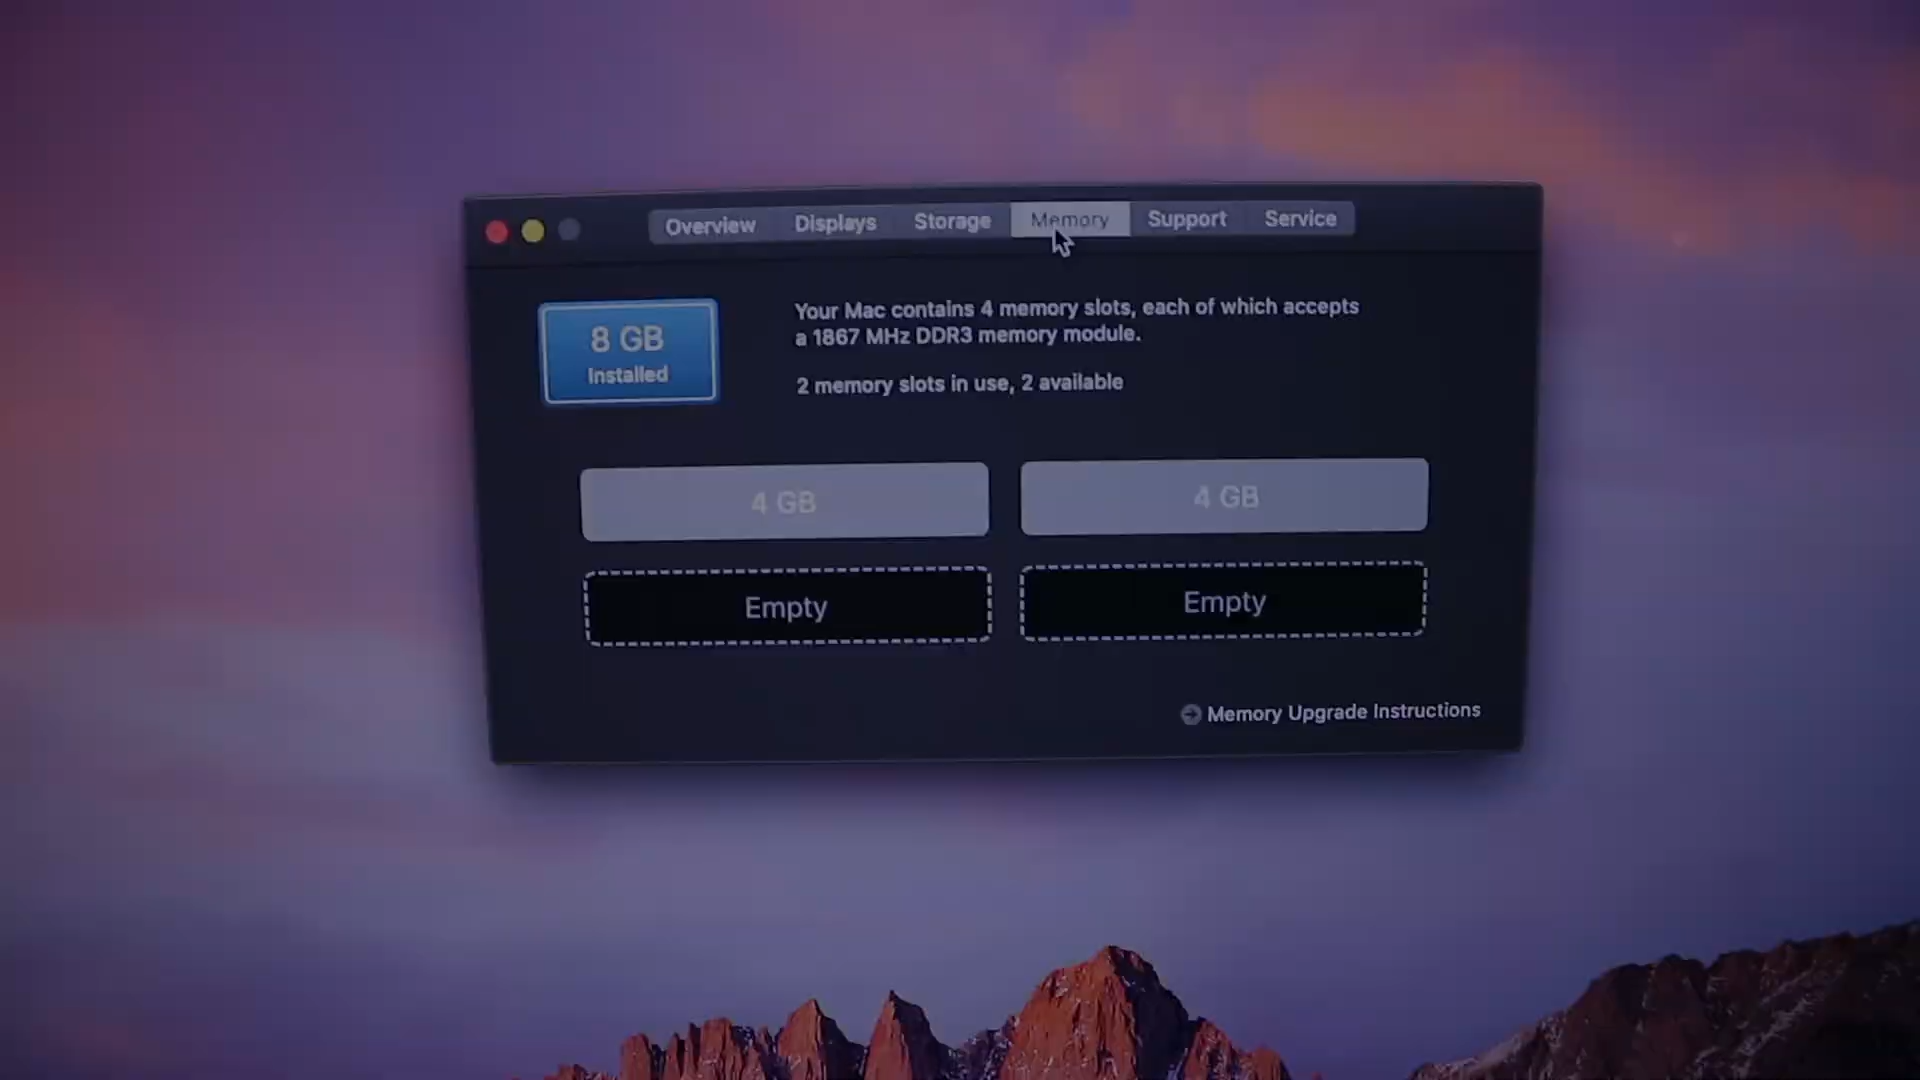 Overview Displays Storage Memory Support Service
8 GB
Installed
Your Mac contains 4 memory slots, each of which accepts
a 1867 MHz DDR3 memory module.
2 memory slots in use, 2 available
4 GB 4 GB
Empty Empty
Memory Upgrade Instructions